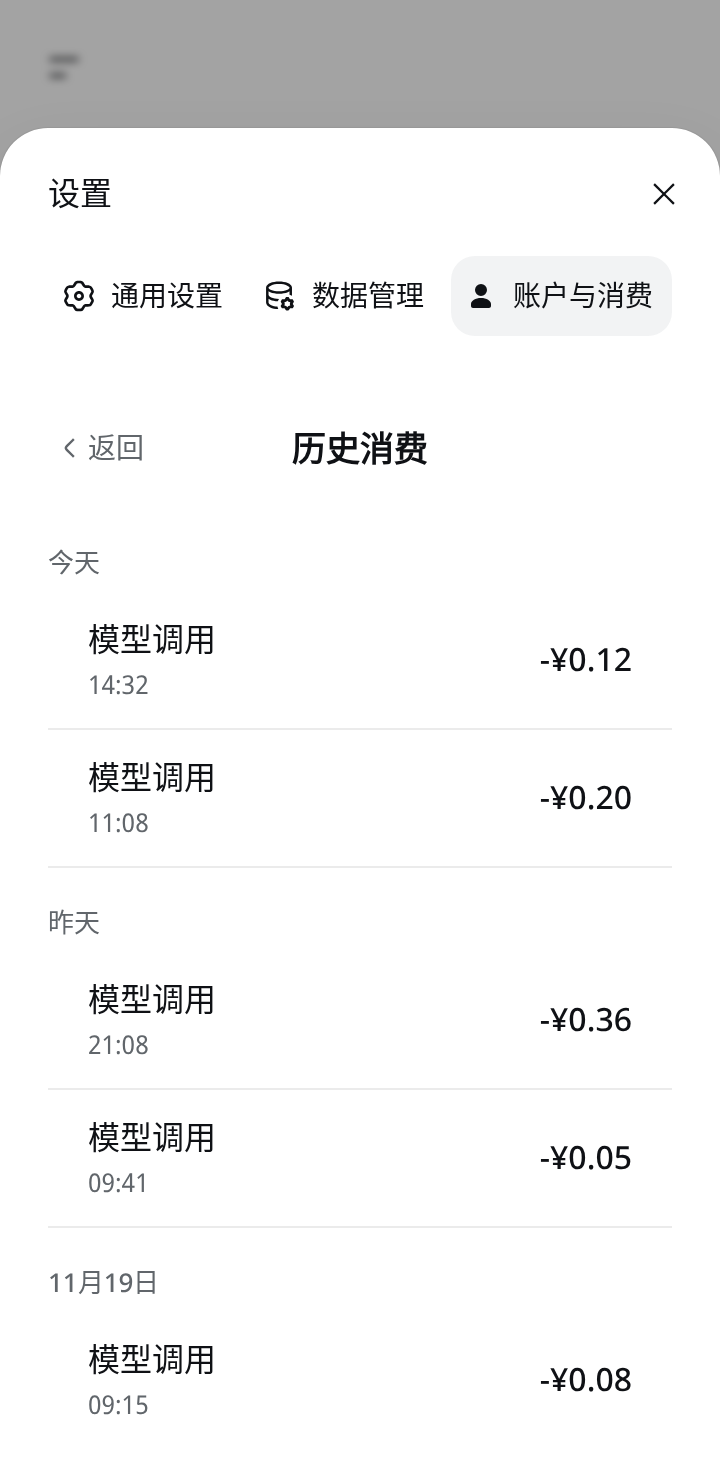 设置
通用设置 数据管理 账户与消费
返回 历史消费
今天
模型调用
14:32
-¥0.12
模型调用
11:08
-¥0.20
昨天
模型调用
21:08
-¥0.36
模型调用
09:41
-¥0.05
11月19日
模型调用
09:15
-¥0.08